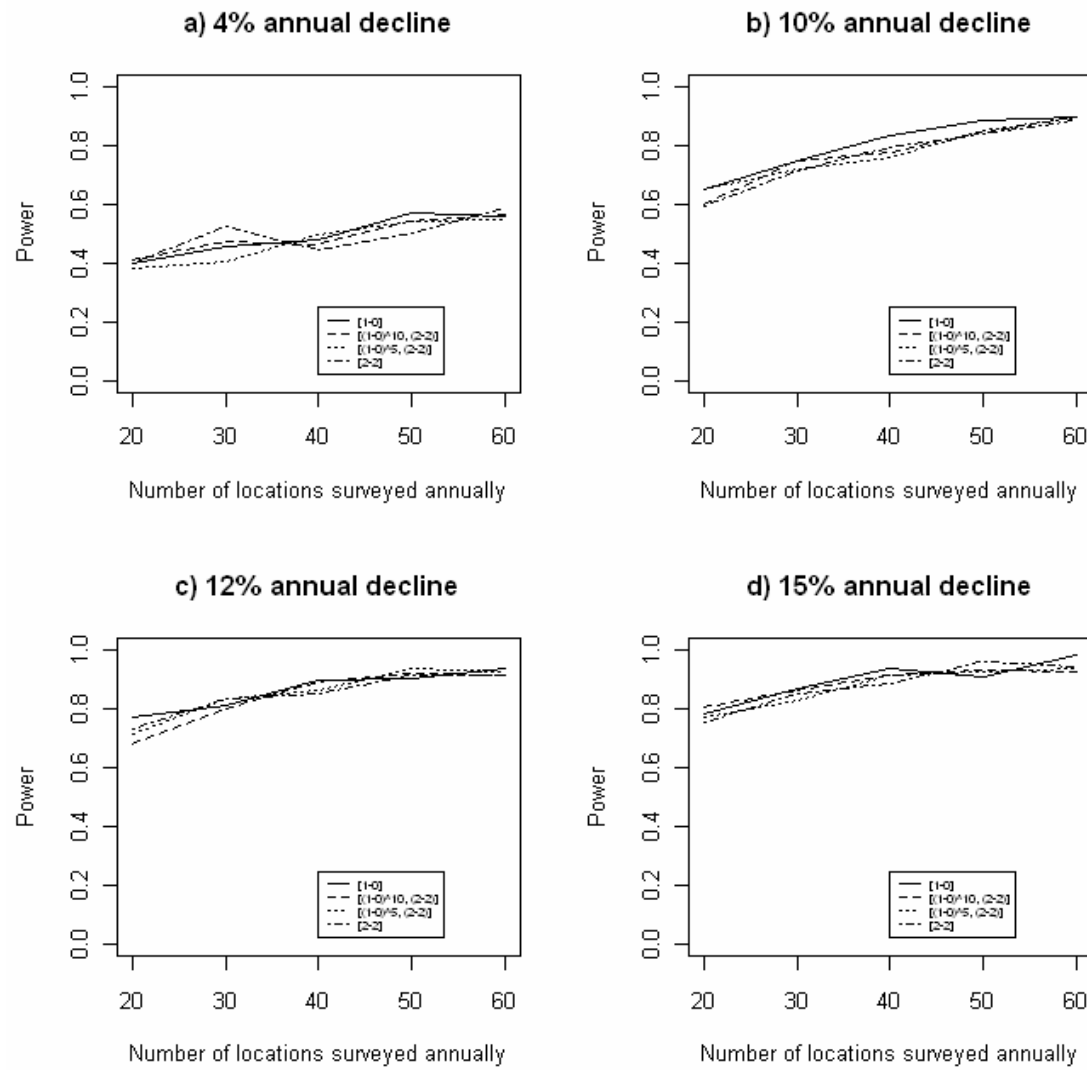 a) 4% annual decline
Power
0.0 0.2 0.4 0.6 0.8 1.0
[1-0]
[(1-0)^10, (2-2)]
[(1-0)^5, (2-2)]
[2-2]
20 30 40 50 60
Number of locations surveyed annually
b) 10% annual decline
Power
0.0 0.2 0.4 0.6 0.8 1.0
[1-0]
[(1-0)^10, (2-2)]
[(1-0)^5, (2-2)]
[2-2]
20 30 40 50 60
Number of locations surveyed annually
c) 12% annual decline
Power
0.0 0.2 0.4 0.6 0.8 1.0
[1-0]
[(1-0)^10, (2-2)]
[(1-0)^5, (2-2)]
[2-2]
20 30 40 50 60
Number of locations surveyed annually
d) 15% annual decline
Power
0.0 0.2 0.4 0.6 0.8 1.0
[1-0]
[(1-0)^10, (2-2)]
[(1-0)^5, (2-2)]
[2-2]
20 30 40 50 60
Number of locations surveyed annually